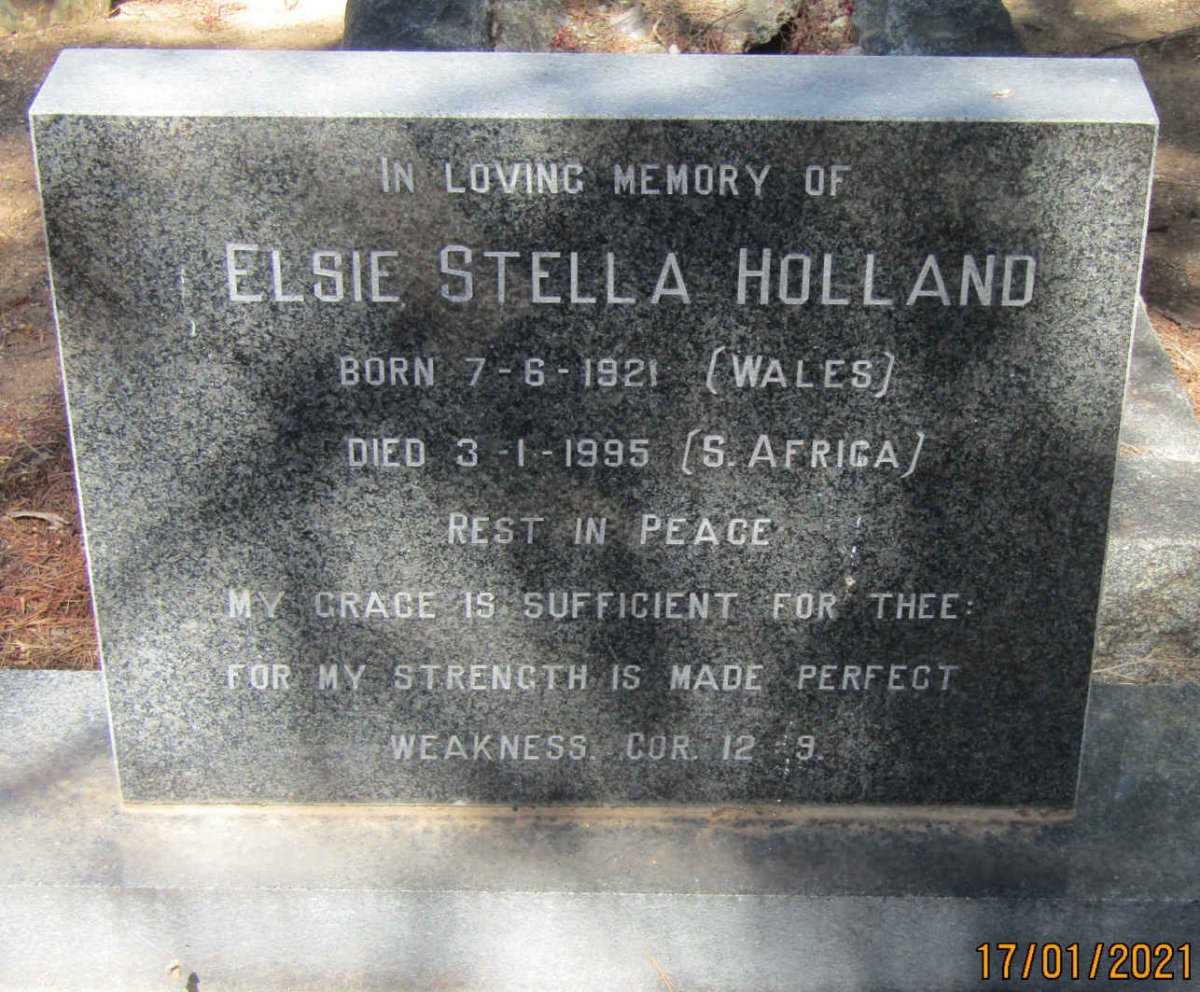 In loving memory of
Elsie Stella Holland
born 7-6-1921 (Wales)
died 3-1-1995 (S. Africa)
Rest in Peace
My grace is sufficient for thee:
for my strength is made perfect
weakness. Cor. 12-9.
17/01/2021